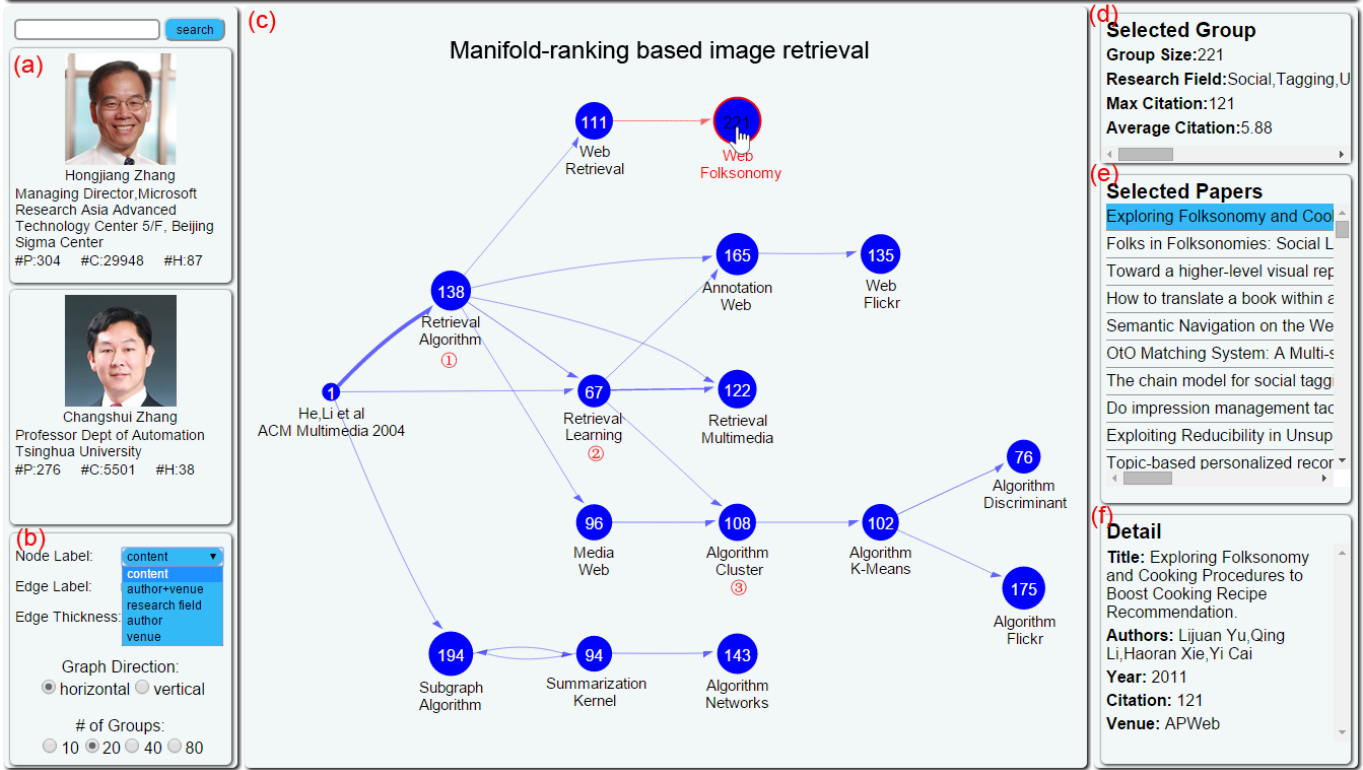 search
(a)
Hongjiang Zhang
Managing Director,Microsoft
Research Asia Advanced
Technology Center 5/F, Beijing
Sigma Center
#P:304 #C:29948 #H:87
Changshui Zhang
Professor Dept of Automation
Tsinghua University
#P:276 #C:5501 #H:38
(b)
Node Label: content
content
author+venue
research field
author
venue
Edge Label:
Edge Thickness:
Graph Direction:
horizontal vertical
# of Groups:
10 20 40 80
(c)
Manifold-ranking based image retrieval
111
Web
Retrieval
221
Web
Folksonomy
138
Retrieval
Algorithm
①
165
Annotation
Web
135
Web
Flickr
1
He,Li et al
ACM Multimedia 2004
67
Retrieval
Learning
②
122
Retrieval
Multimedia
96
Media
Web
108
Algorithm
Cluster
③
102
Algorithm
K-Means
76
Algorithm
Discriminant
175
Algorithm
Flickr
194
Subgraph
Algorithm
94
Summarization
Kernel
143
Algorithm
Networks
(d)
Selected Group
Group Size:221
Research Field:Social,Tagging,U
Max Citation:121
Average Citation:5.88
(e)
Selected Papers
Exploring Folksonomy and Cool
Folks in Folksonomies: Social L
Toward a higher-level visual rep
How to translate a book within a
Semantic Navigation on the We
OtO Matching System: A Multi-s
The chain model for social taggi
Do impression management tac
Exploiting Reducibility in Unsup
Topic-based personalized recor
(f)
Detail
Title: Exploring Folksonomy
and Cooking Procedures to
Boost Cooking Recipe
Recommendation.
Authors: Lijuan Yu,Qing
Li,Haoran Xie,Yi Cai
Year: 2011
Citation: 121
Venue: APWeb